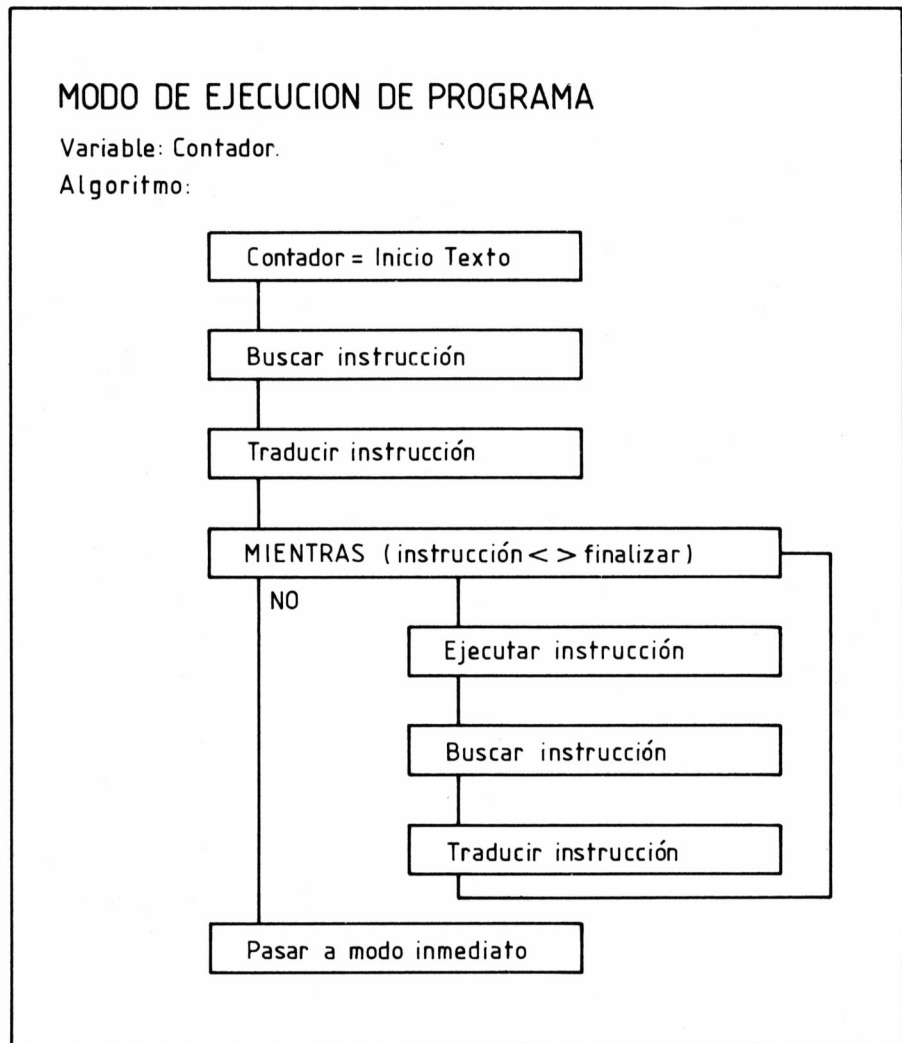 MODO DE EJECUCION DE PROGRAMA
Variable: Contador.
Algoritmo:
Contador = Inicio Texto
Buscar instrucción
Traducir instrucción
MIENTRAS (instrucción < > finalizar)
NO
Ejecutar instrucción
Buscar instrucción
Traducir instrucción
Pasar a modo inmediato